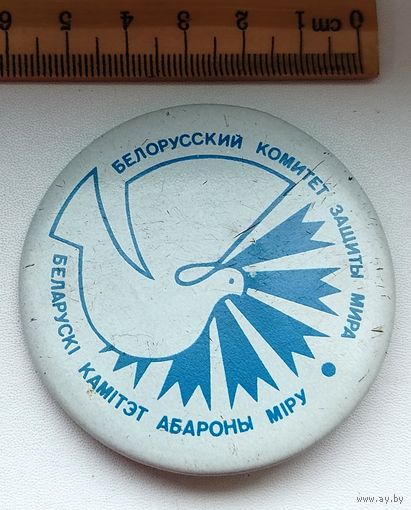 6 5 4 3 2 1 cm 0
БЕЛОРУССКИЙ КОМИТЕТ ЗАЩИТЫ МИРА
БЕЛАРУСКІ КАМІТЭТ АБАРОНЫ МІРУ
www.ay.by